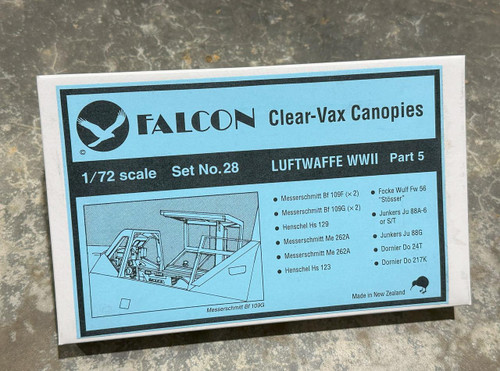 FALCON Clear-Vax Canopies
©
1/72 scale Set No.28 LUFTWAFFE WWII Part 5
• Messerschmitt Bf 109F (× 2)
• Messerschmitt Bf 109G (× 2)
• Henschel Hs 129
• Messerschmitt Me 262A
• Messerschmitt Me 262A
• Henschel Hs 123
• Focke Wulf Fw 56
"Stösser"
• Junkers Ju 88A-6
or S/T
• Junkers Ju 88G
• Dornier Do 24T
• Dornier Do 217K
Messerschmitt Bf 109G
Made in New Zealand